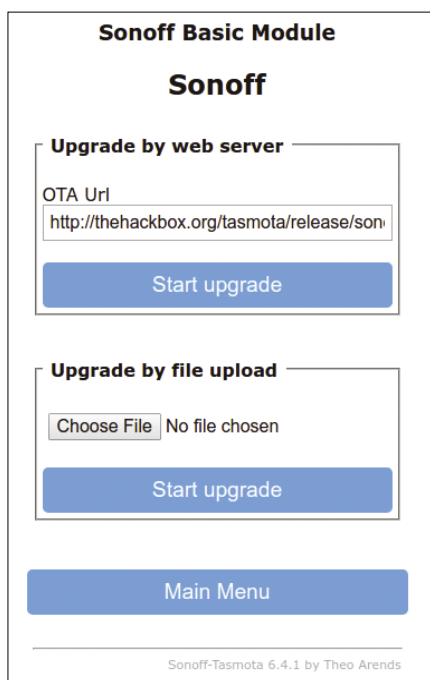 Sonoff Basic Module
Sonoff
Upgrade by web server
OTA Url
http://thehackbox.org/tasmota/release/son
Start upgrade
Upgrade by file upload
Choose File No file chosen
Start upgrade
Main Menu
Sonoff-Tasmota 6.4.1 by Theo Arends